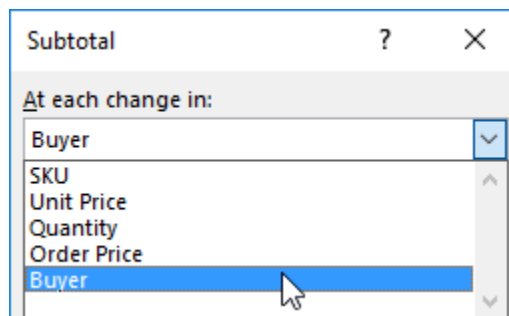 Subtotal ? ×
At each change in:
Buyer
SKU
Unit Price
Quantity
Order Price
Buyer